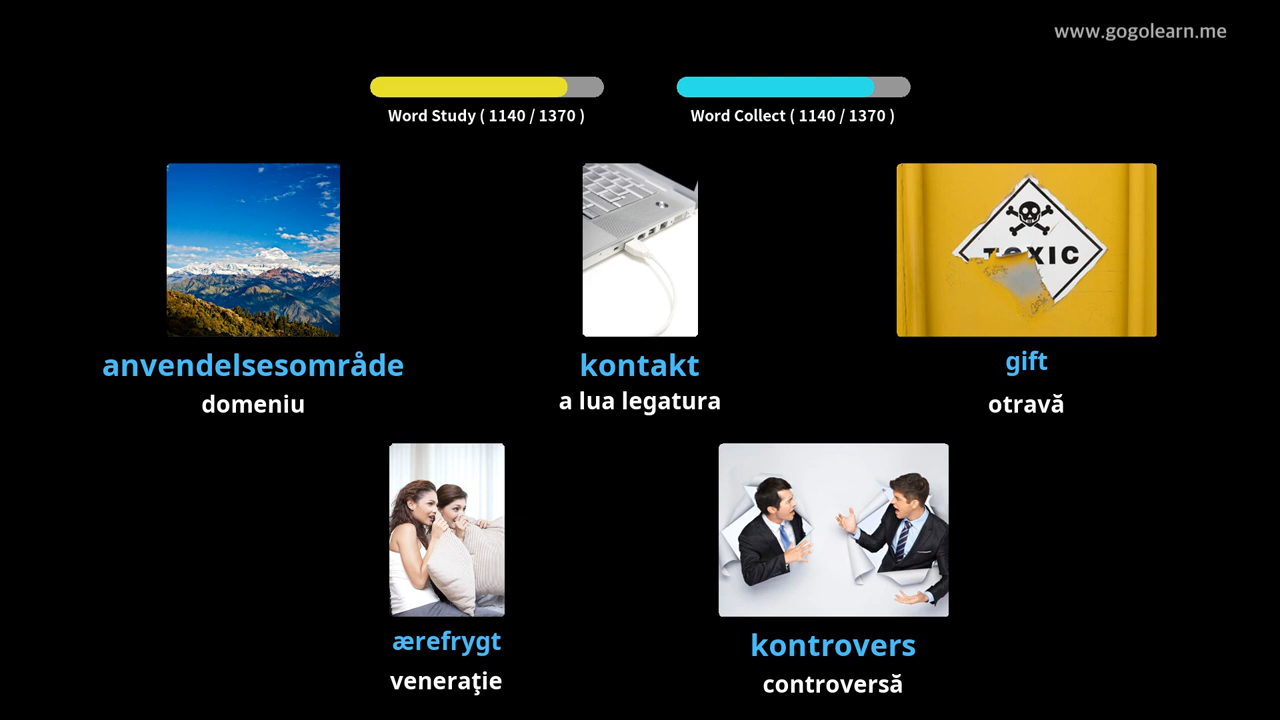 www.gogolearn.me
Word Study ( 1140 / 1370 )
Word Collect ( 1140 / 1370 )
TOXIC
anvendelsesområde
kontakt
gift
domeniu
a lua legatura
otravă
ærefrygt
kontrovers
veneraţie
controversă